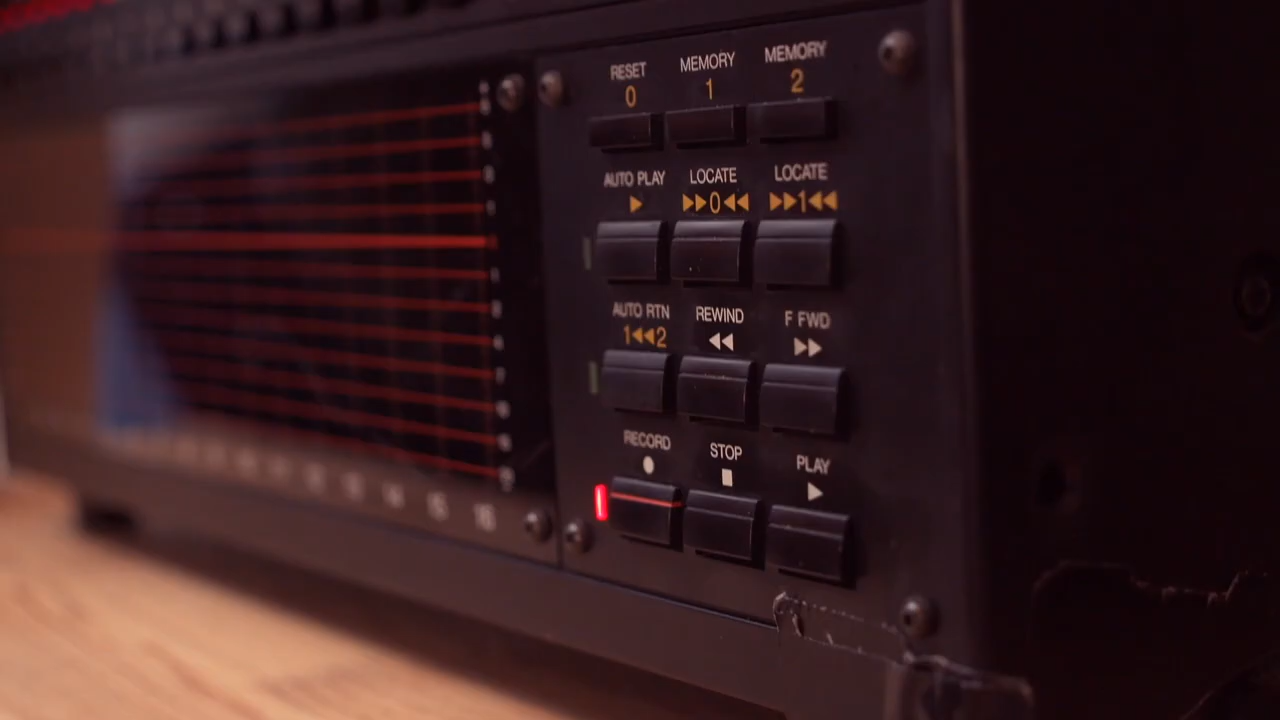 RESET MEMORY MEMORY
0 1 2
AUTO PLAY LOCATE LOCATE
▶ ▶▶0◀◀ ▶▶1◀◀
AUTO RTN REWIND F FWD
1◀◀2 ◀◀ ▶▶
RECORD STOP PLAY
● ■ ▶
14 15 16